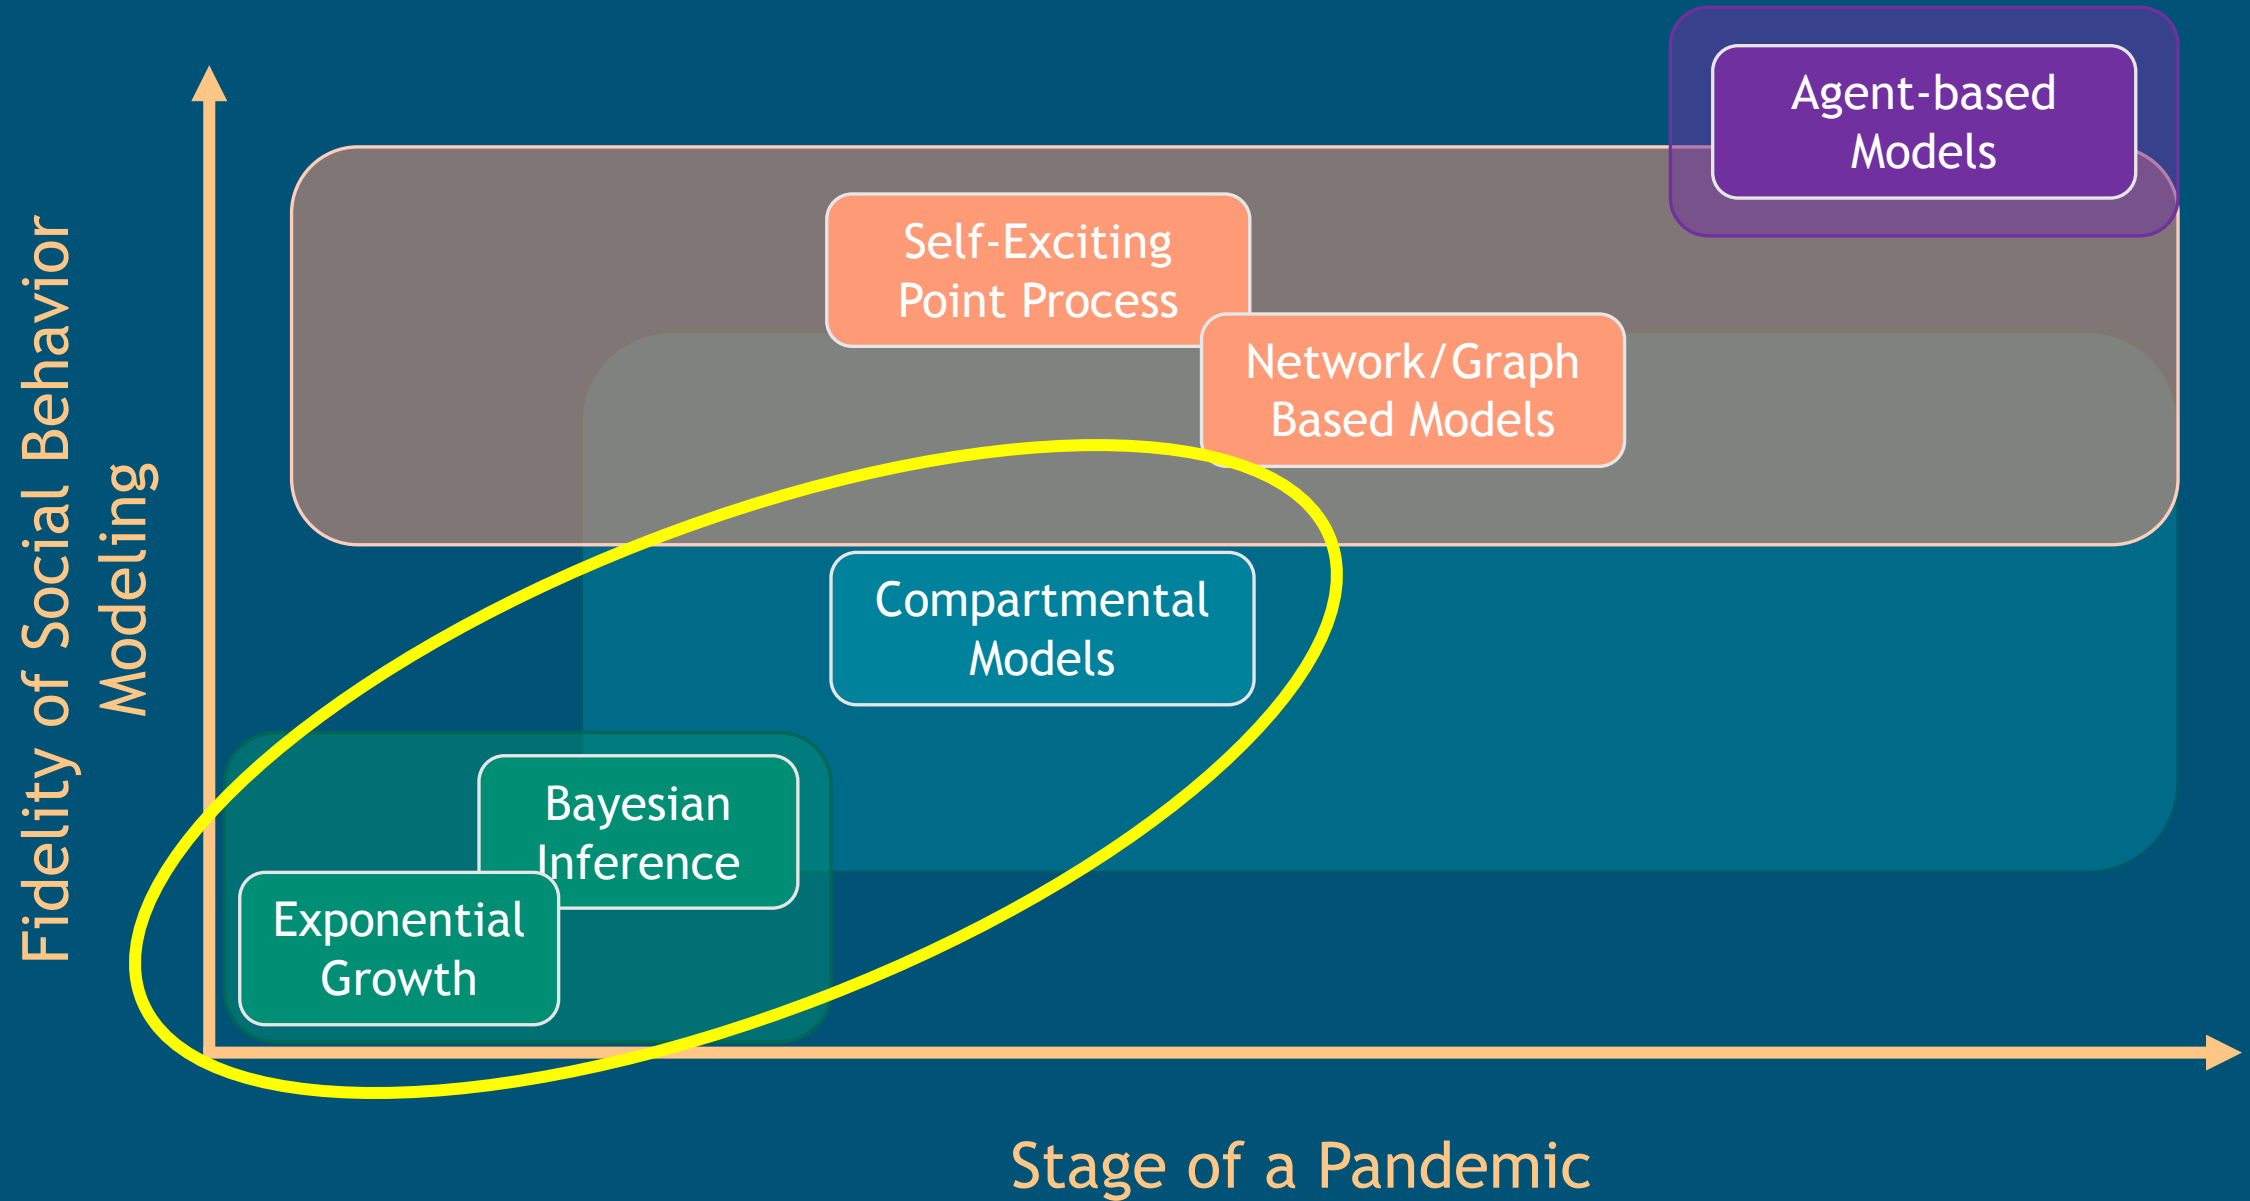 Agent-based
Models
Self-Exciting
Point Process
Network/Graph
Based Models
Compartmental
Models
Bayesian
Inference
Exponential
Growth
Fidelity of Social Behavior
Modeling
Stage of a Pandemic